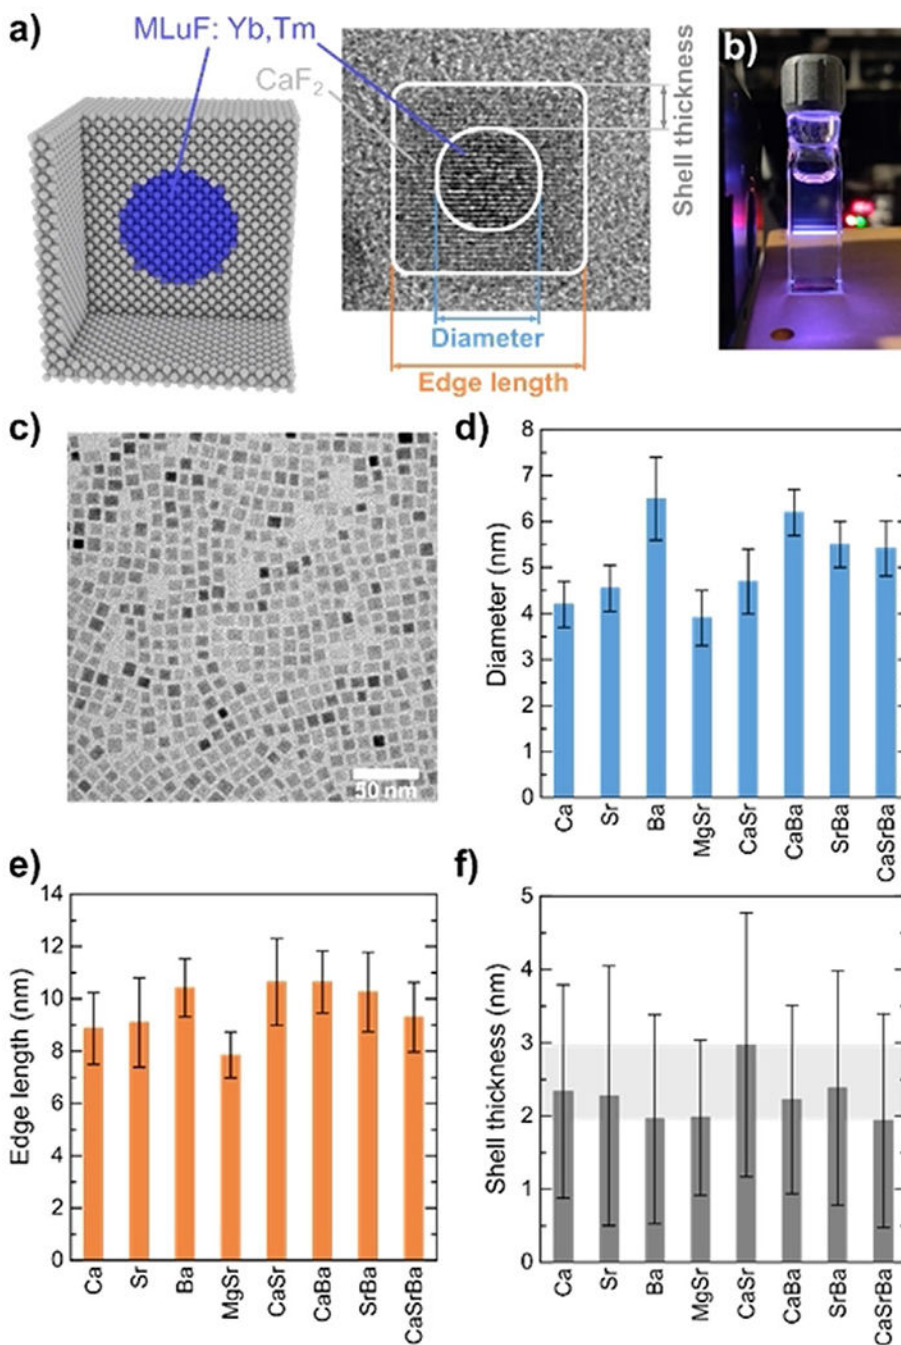 a)
MLuF: Yb,Tm
CaF2
Shell thickness
Diameter
Edge length
b)
c)
50 nm
d)
Diameter (nm)
8
7
6
5
4
3
2
1
0
Ca
Sr
Ba
MgSr
CaSr
CaBa
SrBa
CaSrBa
e)
Edge length (nm)
14
12
10
8
6
4
2
0
Ca
Sr
Ba
MgSr
CaSr
CaBa
SrBa
CaSrBa
f)
Shell thickness (nm)
5
4
3
2
1
0
Ca
Sr
Ba
MgSr
CaSr
CaBa
SrBa
CaSrBa